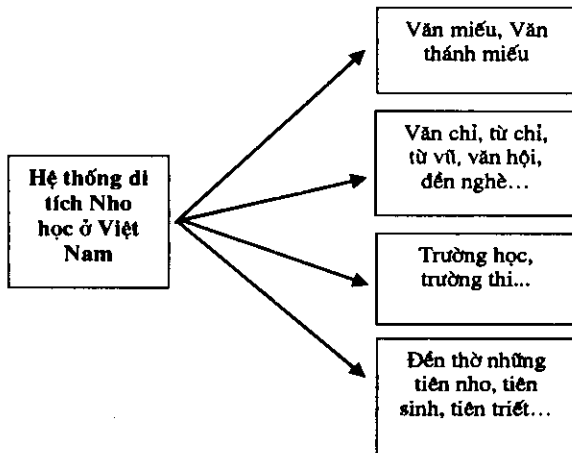 Hệ thống di
tích Nho
học ở Việt
Nam
Văn miếu, Văn
thánh miếu
Văn chỉ, từ chỉ,
từ vũ, văn hội,
đền nghè...
Trường học,
trường thi...
Đền thờ những
tiên nho, tiên
sinh, tiên triết...